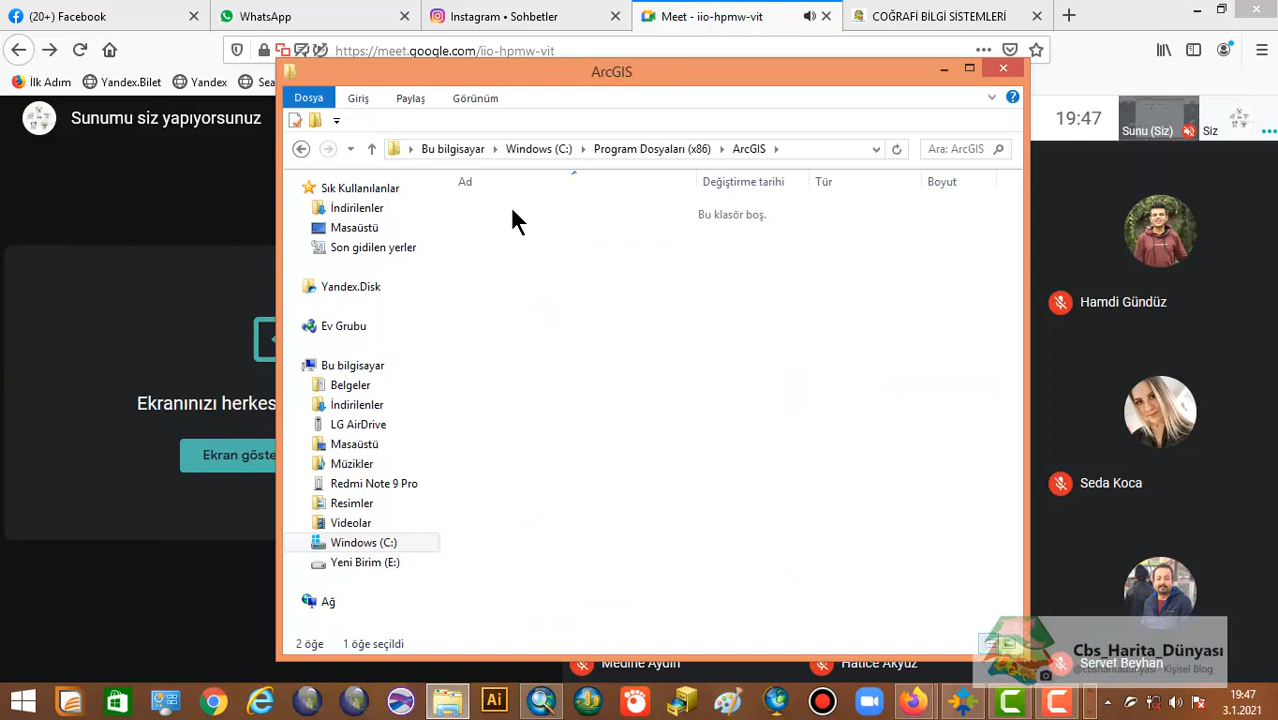 (20+) Facebook
WhatsApp
Instagram • Sohbetler
Meet - iio-hpmw-vit
COĞRAFİ BİLGİ SİSTEMLERİ
https://meet.google.com/iio-hpmw-vit
İlk Adım
Yandex.Bilet
Yandex
Sea
ArcGIS
Dosya
Giriş
Paylaş
Görünüm
Sunumu siz yapıyorsunuz
19:47
Sunu (Siz)
Siz
Bu bilgisayar
Windows (C:)
Program Dosyaları (x86)
ArcGIS
Ara: ArcGIS
Ad
Değiştirme tarihi
Tür
Boyut
Bu klasör boş.
Sık Kullanılanlar
İndirilenler
Masaüstü
Son gidilen yerler
Yandex.Disk
Ev Grubu
Bu bilgisayar
Belgeler
İndirilenler
LG AirDrive
Masaüstü
Müzikler
Redmi Note 9 Pro
Resimler
Videolar
Windows (C:)
Yeni Birim (E:)
Ağ
2 öğe
1 öğe seçildi
Ekranınızı herkes
Ekran göste
Hamdi Gündüz
Seda Koca
Servet Beyhan
Medine Aydın
Hatice Akyüz
Cbs_Harita_Dünyası
@cbsharitadunyasi - Kişisel Blog
Ai
19:47
3.1.2021